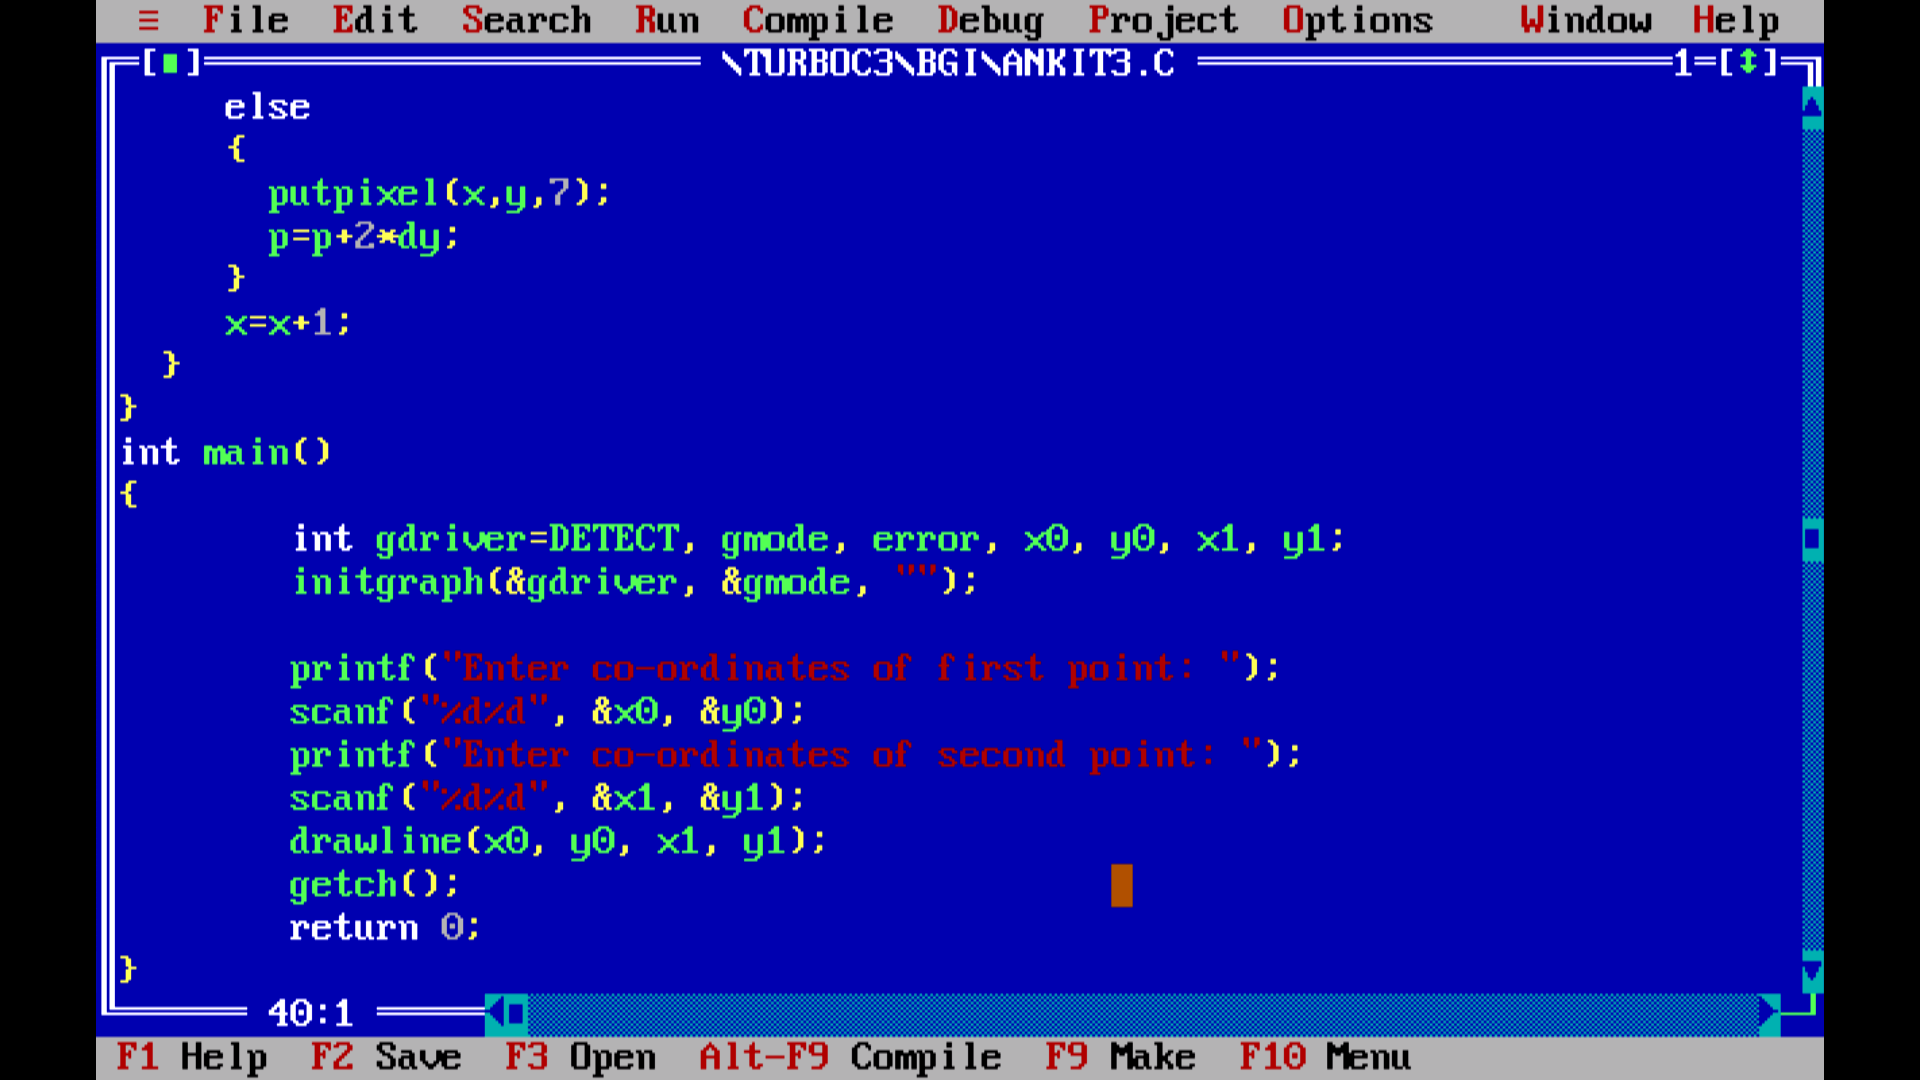 ≡ File Edit Search Run Compile Debug Project Options Window Help
[■] \TURBOC3\BGI\ANKIT3.C 1=[↕]
else
{
putpixel(x,y,7);
p=p+2*dy;
}
x=x+1;
}
}
int main()
{
int gdriver=DETECT, gmode, error, x0, y0, x1, y1;
initgraph(&gdriver, &gmode, "");
printf("Enter co-ordinates of first point: ");
scanf("%d%d", &x0, &y0);
printf("Enter co-ordinates of second point: ");
scanf("%d%d", &x1, &y1);
drawline(x0, y0, x1, y1);
getch();
return 0;
}
40:1
F1 Help F2 Save F3 Open Alt-F9 Compile F9 Make F10 Menu